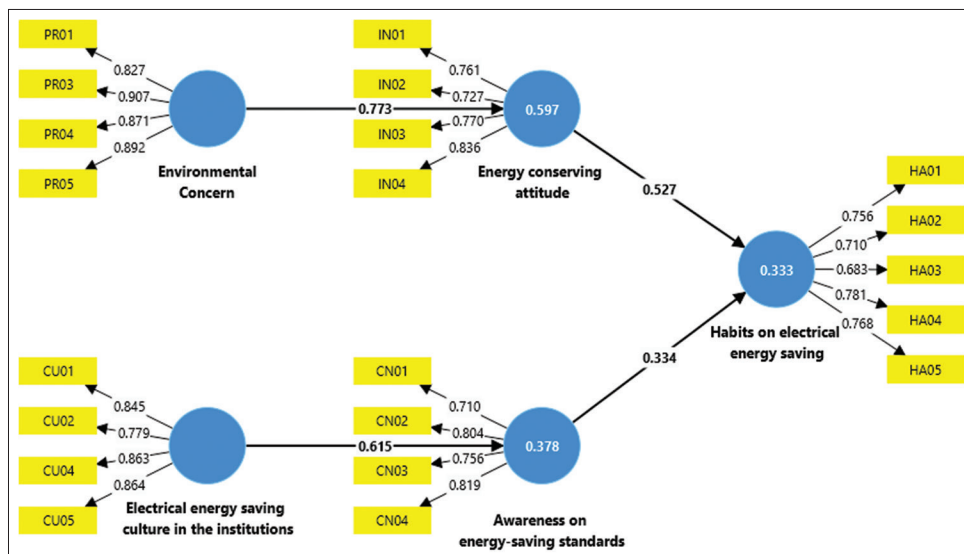 PR01
PR03
PR04
PR05
0.827
0.907
0.871
0.892
Environmental
Concern
0.773
IN01
IN02
IN03
IN04
0.761
0.727
0.770
0.836
0.597
Energy conserving
attitude
0.527
CU01
CU02
CU04
CU05
0.845
0.779
0.863
0.864
Electrical energy saving
culture in the institutions
0.615
CN01
CN02
CN03
CN04
0.710
0.804
0.756
0.819
0.378
Awareness on
energy-saving standards
0.334
0.333
Habits on electrical
energy saving
0.756
0.710
0.683
0.781
0.768
HA01
HA02
HA03
HA04
HA05